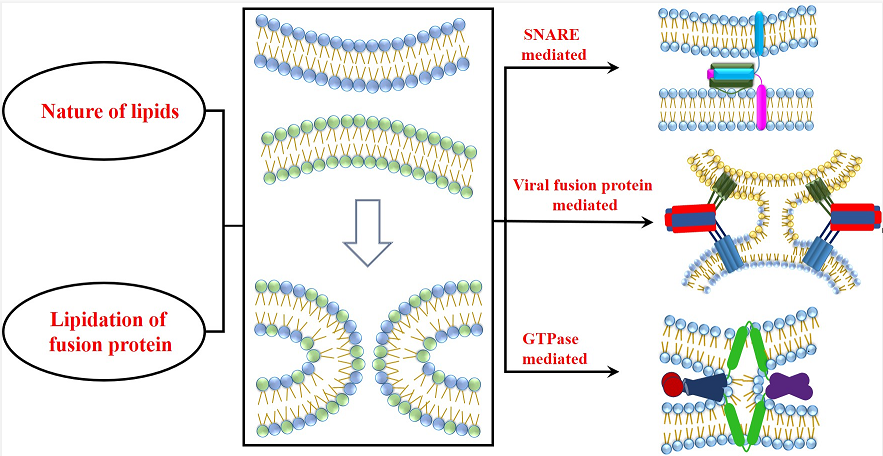 Nature of lipids
Lipidation of
fusion protein
SNARE
mediated
Viral fusion protein
mediated
GTPase
mediated